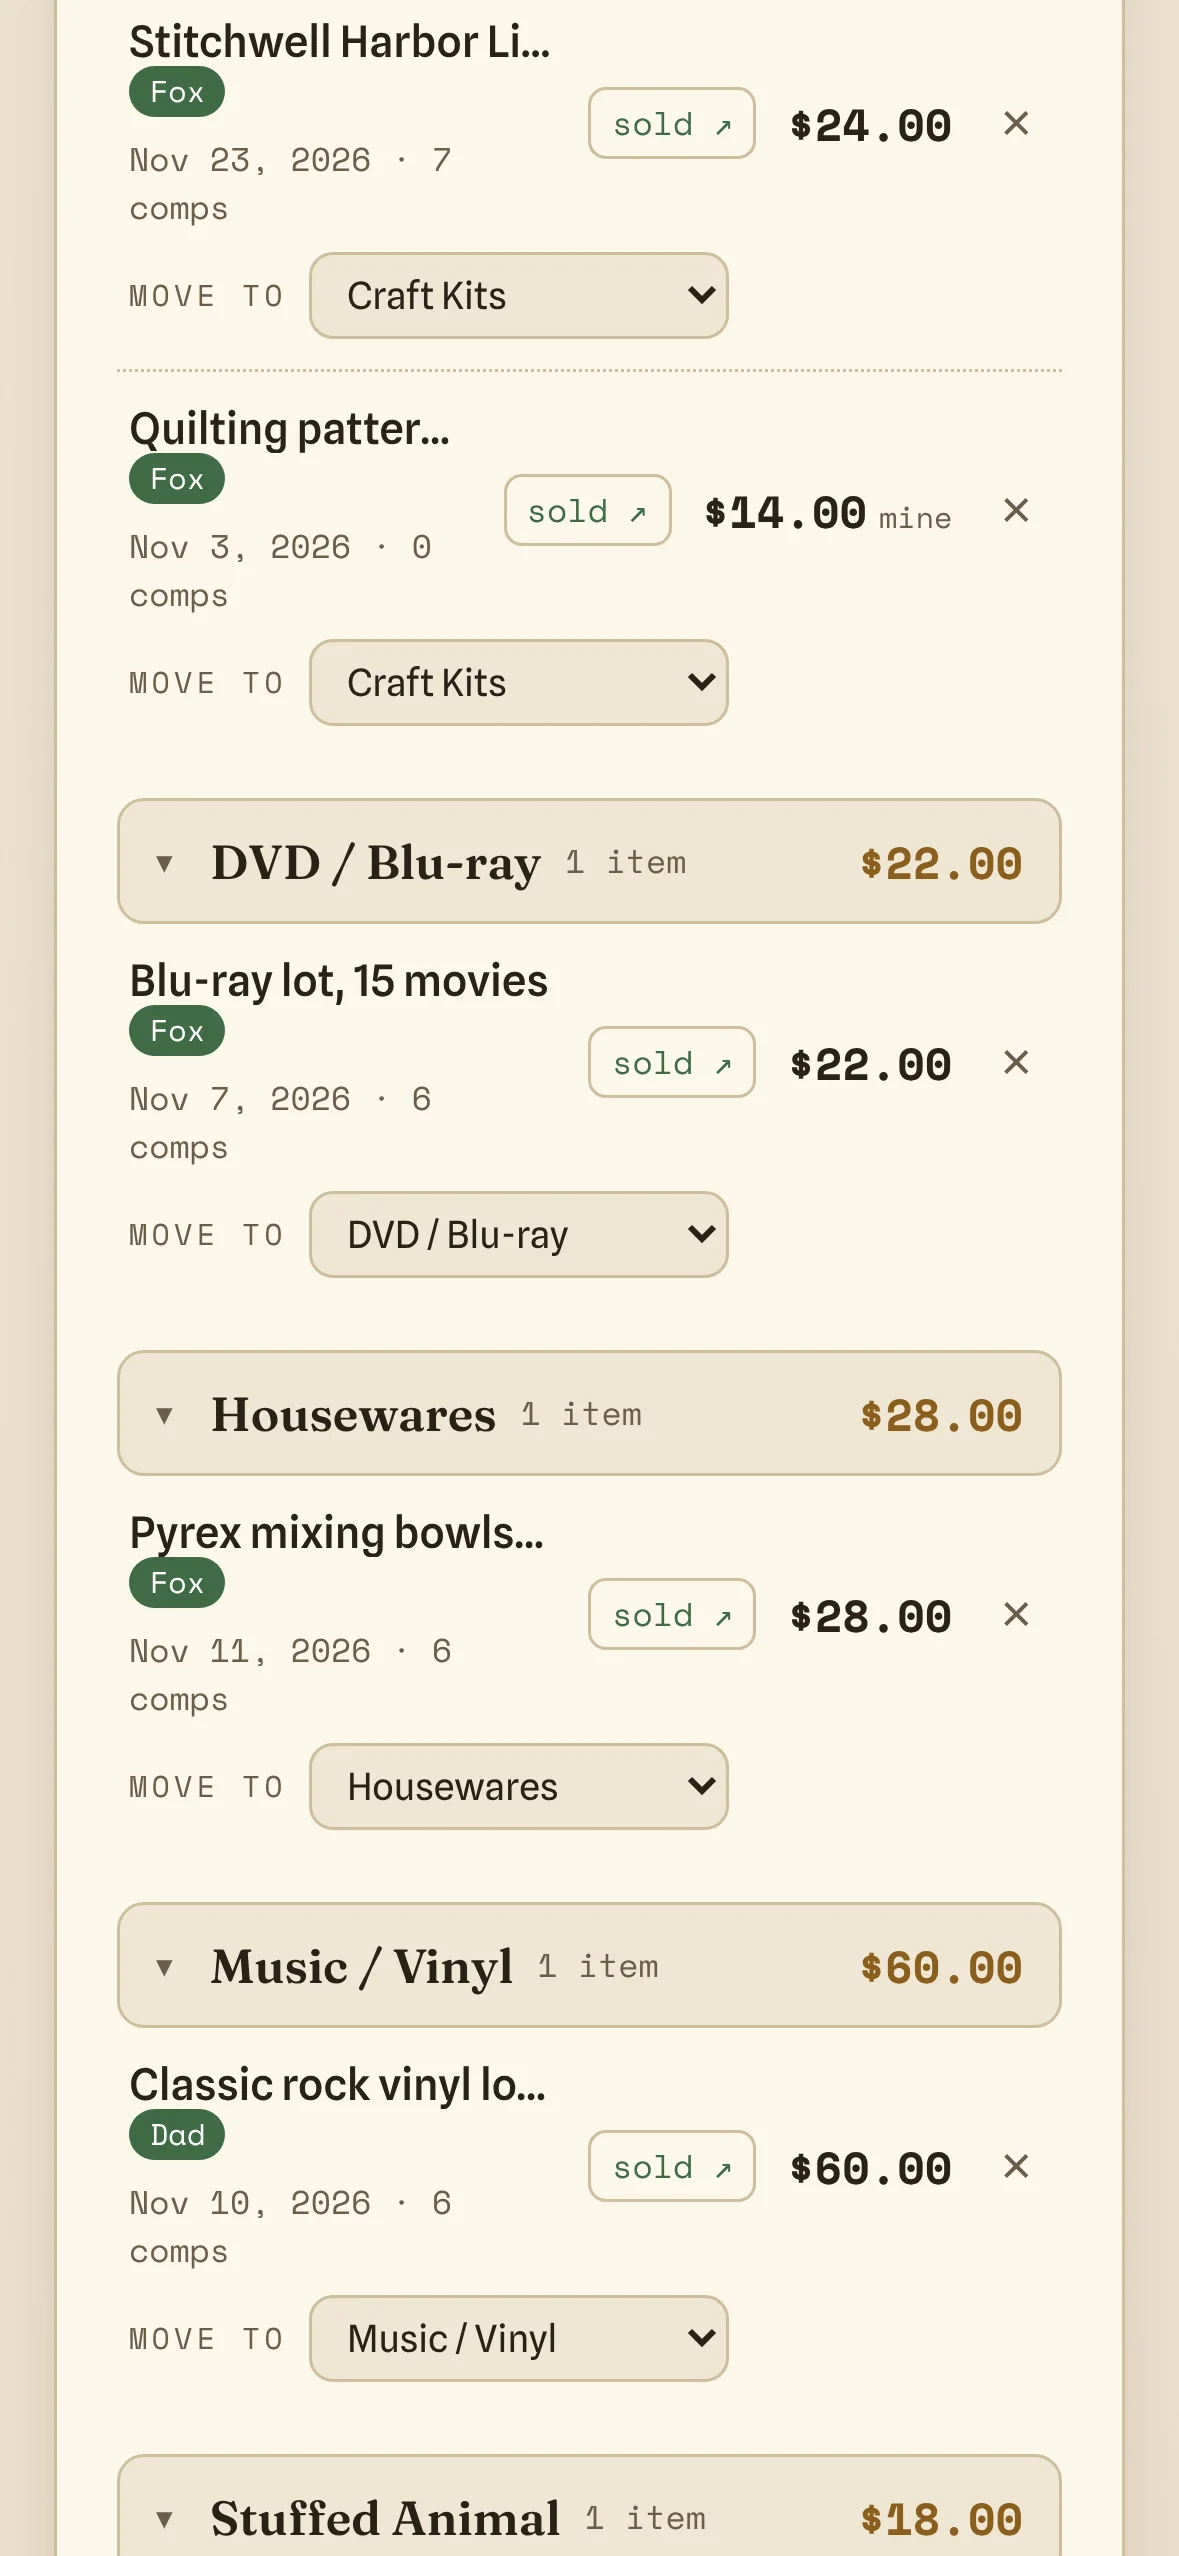 Stitchwell Harbor Li...
Fox
sold ↗ $24.00 ×
Nov 23, 2026 · 7
comps
MOVE TO Craft Kits
Quilting patter...
Fox
sold ↗ $14.00 mine ×
Nov 3, 2026 · 0
comps
MOVE TO Craft Kits
▼ DVD / Blu-ray 1 item $22.00
Blu-ray lot, 15 movies
Fox
sold ↗ $22.00 ×
Nov 7, 2026 · 6
comps
MOVE TO DVD / Blu-ray
▼ Housewares 1 item $28.00
Pyrex mixing bowls...
Fox
sold ↗ $28.00 ×
Nov 11, 2026 · 6
comps
MOVE TO Housewares
▼ Music / Vinyl 1 item $60.00
Classic rock vinyl lo...
Dad
sold ↗ $60.00 ×
Nov 10, 2026 · 6
comps
MOVE TO Music / Vinyl
▼ Stuffed Animal 1 item $18.00